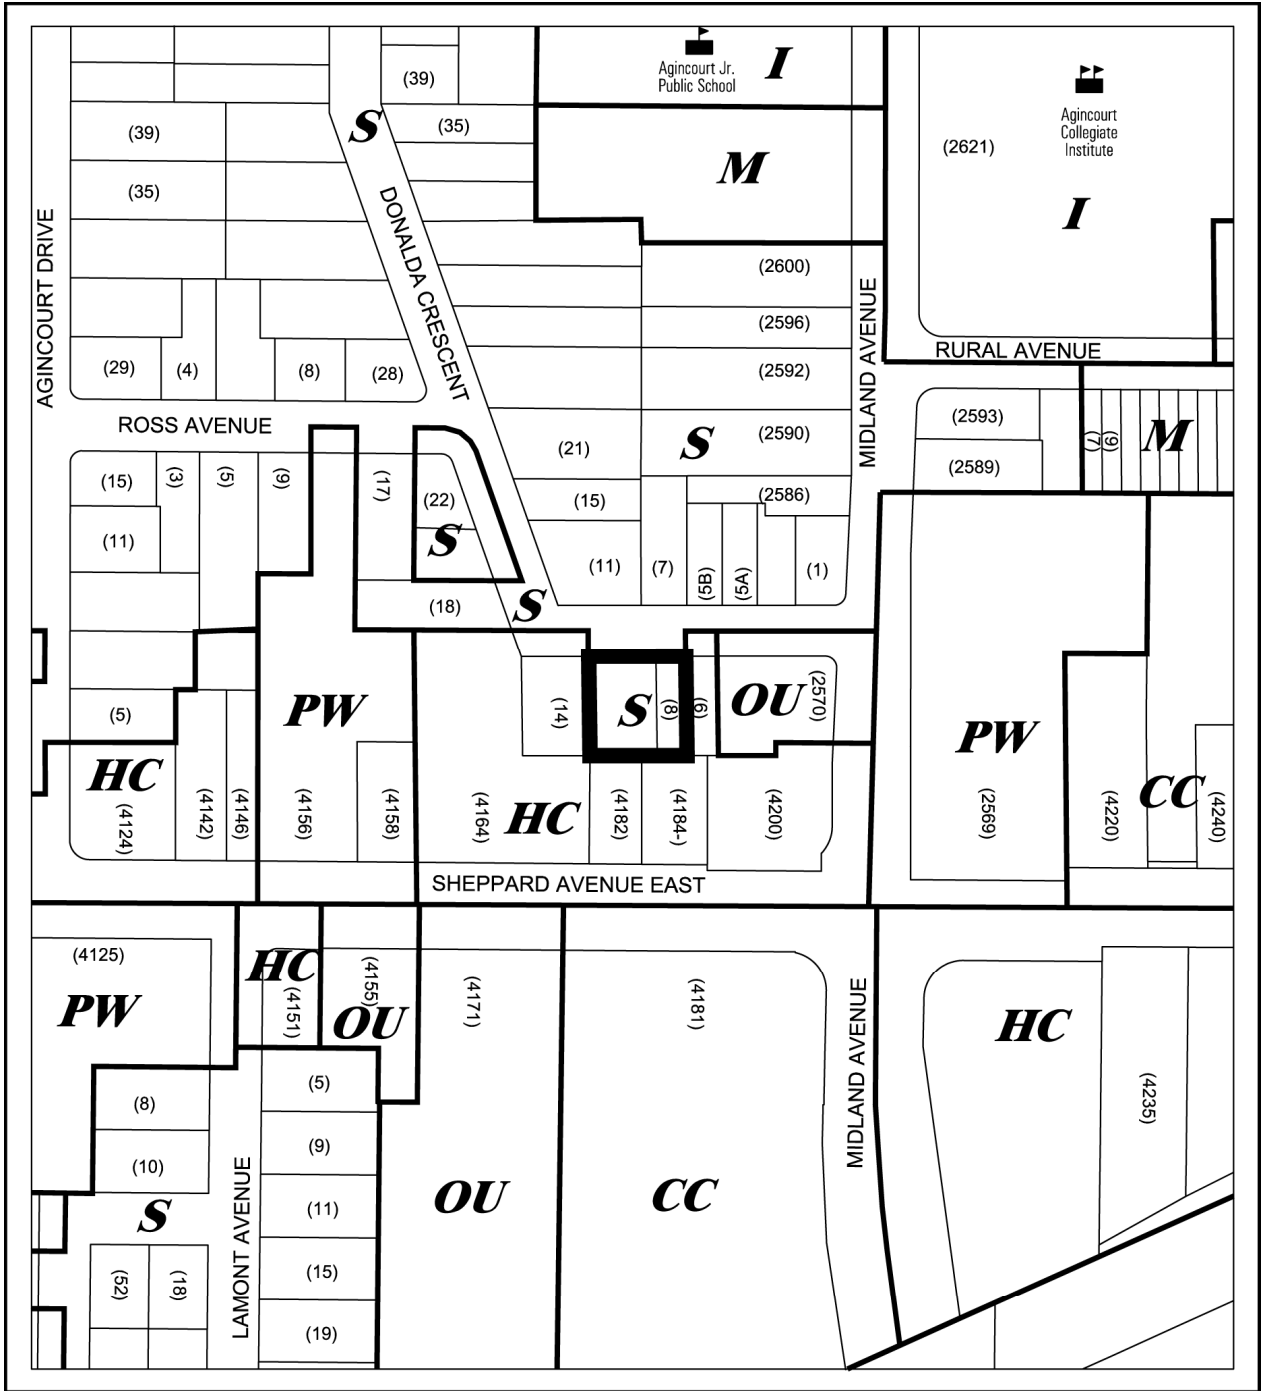 Agincourt Jr.
Public School
I
Agincourt
Collegiate
Institute
(2621)
I
(39)
S
(35)
(39)
(35)
M
AGINCOURT DRIVE
DONALDA CRESCENT
MIDLAND AVENUE
(2600)
(2596)
(2592)
(2590)
(2586)
RURAL AVENUE
(29)
(4)
(8)
(28)
ROSS AVENUE
(21)
S
(2593)
(2589)
(7)
(9)
M
(15)
(3)
(5)
(9)
(17)
(22)
S
(15)
(11)
(11)
(7)
(5B)
(5A)
(1)
(18)
S
(5)
PW
(14)
S
(8)
(6)
OU
(2570)
PW
CC
HC
(4124)
(4142)
(4146)
(4156)
(4158)
(4164)
HC
(4182)
(4184-)
(4200)
(2569)
(4220)
(4240)
SHEPPARD AVENUE EAST
(4125)
PW
HC
(4151)
(4155)
OU
(4171)
(4181)
MIDLAND AVENUE
HC
(4235)
(8)
(10)
S
(52)
(18)
LAMONT AVENUE
(5)
(9)
(11)
(15)
(19)
OU
CC